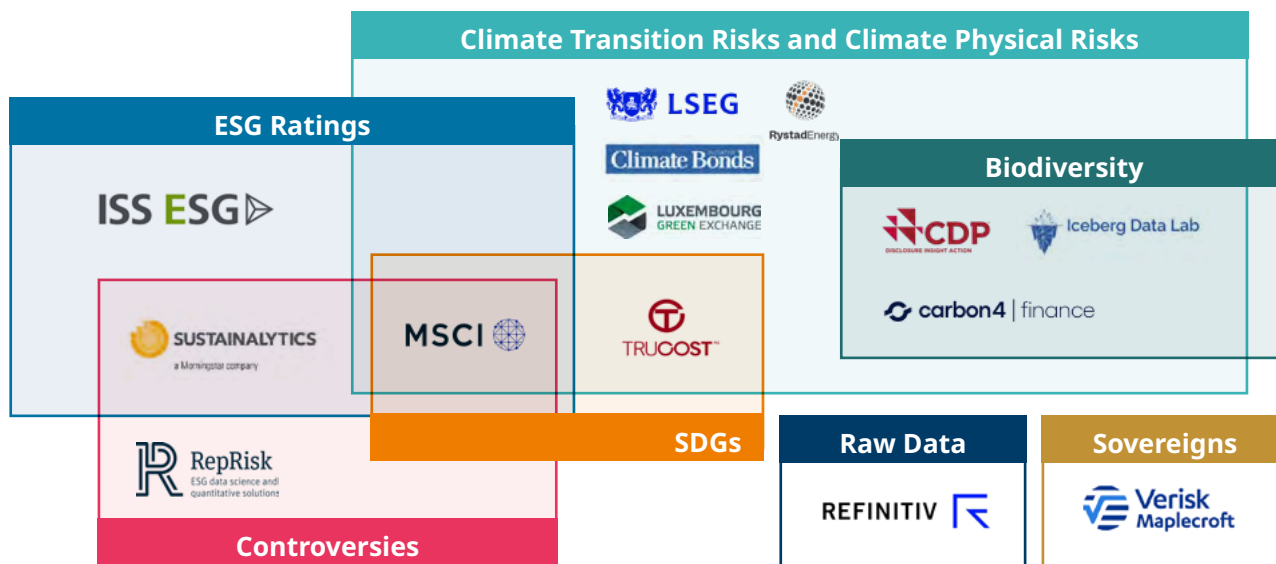 Climate Transition Risks and Climate Physical Risks
LSEG
RystadEnergy
ESG Ratings
Climate Bonds
Biodiversity
ISS ESG
LUXEMBOURG
GREEN EXCHANGE
CDP
DISCLOSURE INSIGHT ACTION
Iceberg Data Lab
carbon4 | finance
SUSTAINALYTICS
a Morningstar company
MSCI
TRUCOST™
SDGs
Raw Data
Sovereigns
RepRisk
ESG data science and
quantitative solutions
REFINITIV
Verisk
Maplecroft
Controversies